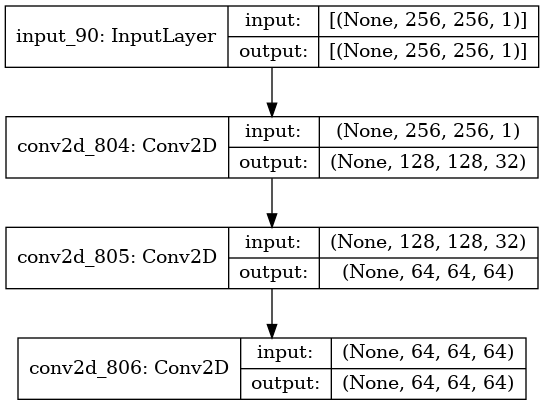 input_90: InputLayer
input: [(None, 256, 256, 1)]
output: [(None, 256, 256, 1)]
conv2d_804: Conv2D
input: (None, 256, 256, 1)
output: (None, 128, 128, 32)
conv2d_805: Conv2D
input: (None, 128, 128, 32)
output: (None, 64, 64, 64)
conv2d_806: Conv2D
input: (None, 64, 64, 64)
output: (None, 64, 64, 64)